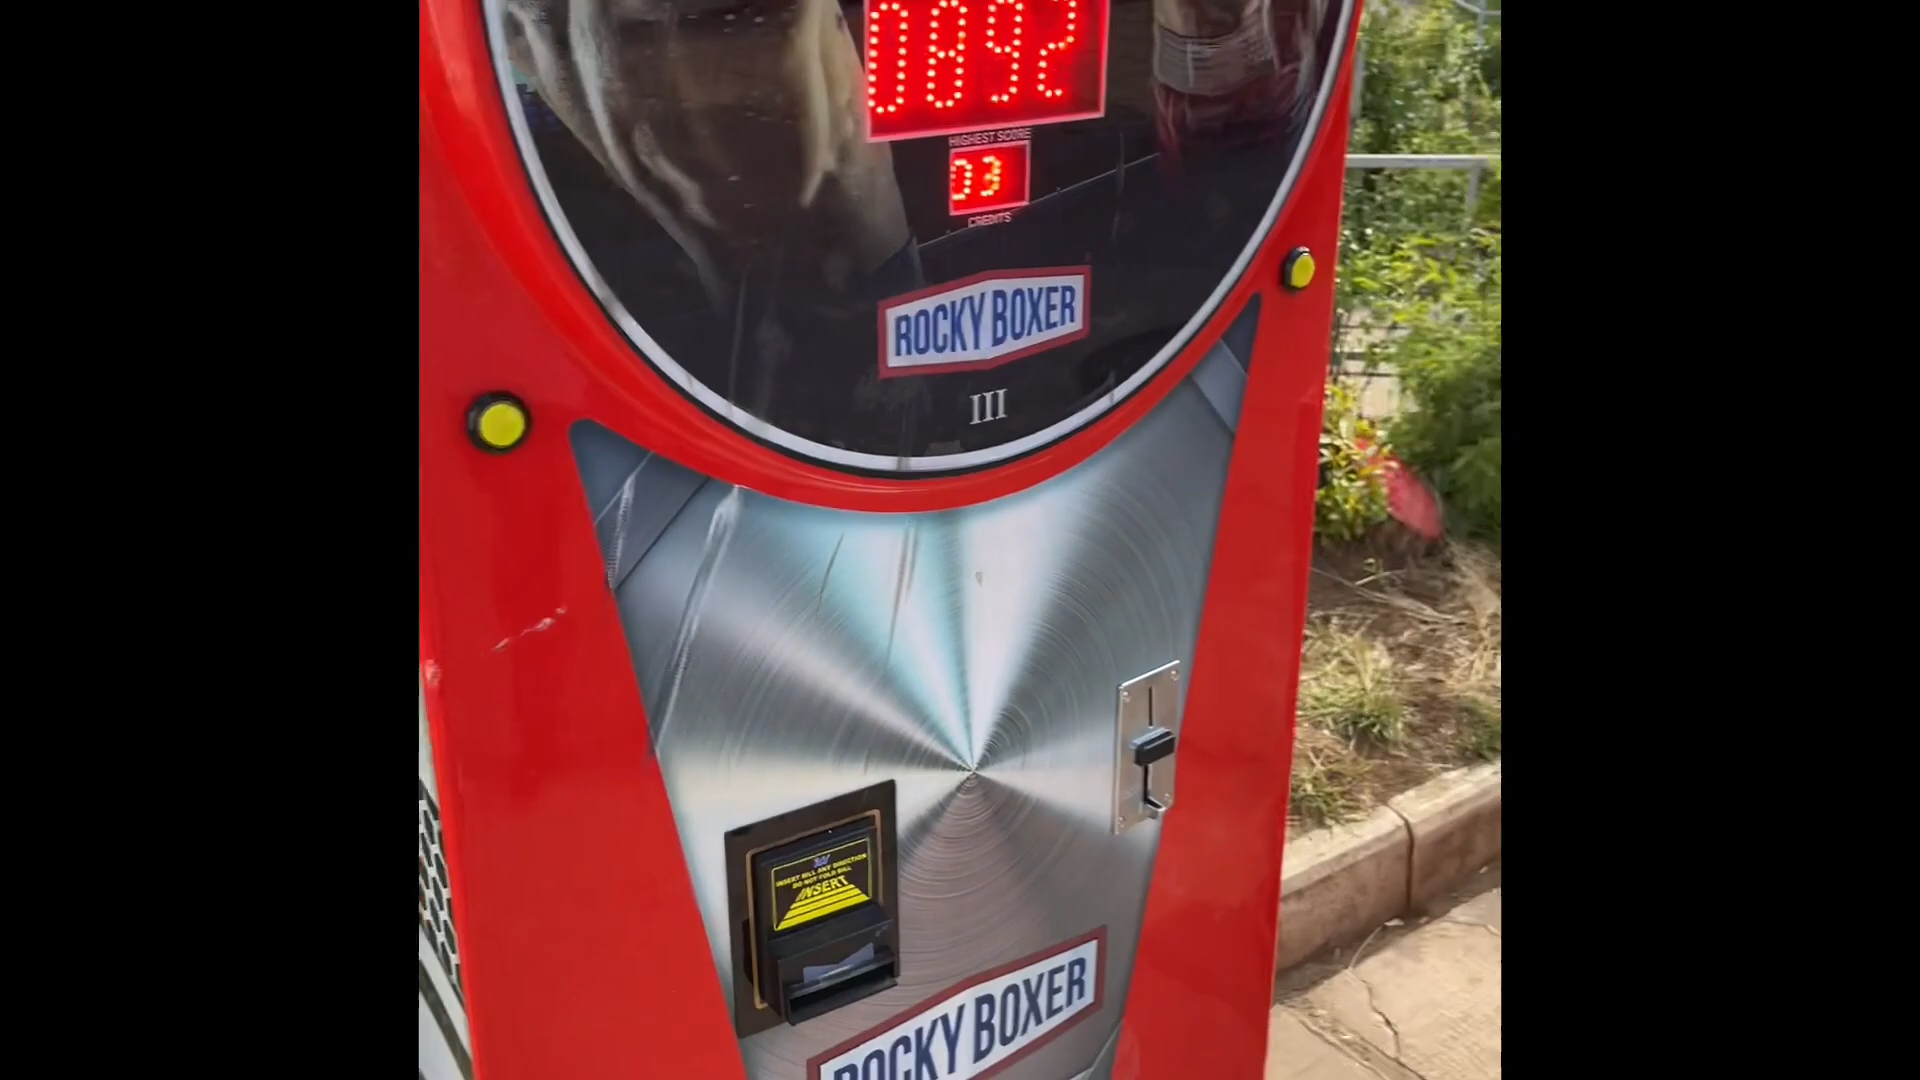 0892
HIGHEST SCORE
03
CREDITS
ROCKY BOXER
III
INSERT BILL ANY DIRECTION
DO NOT FOLD BILL
INSERT
ROCKY BOXER